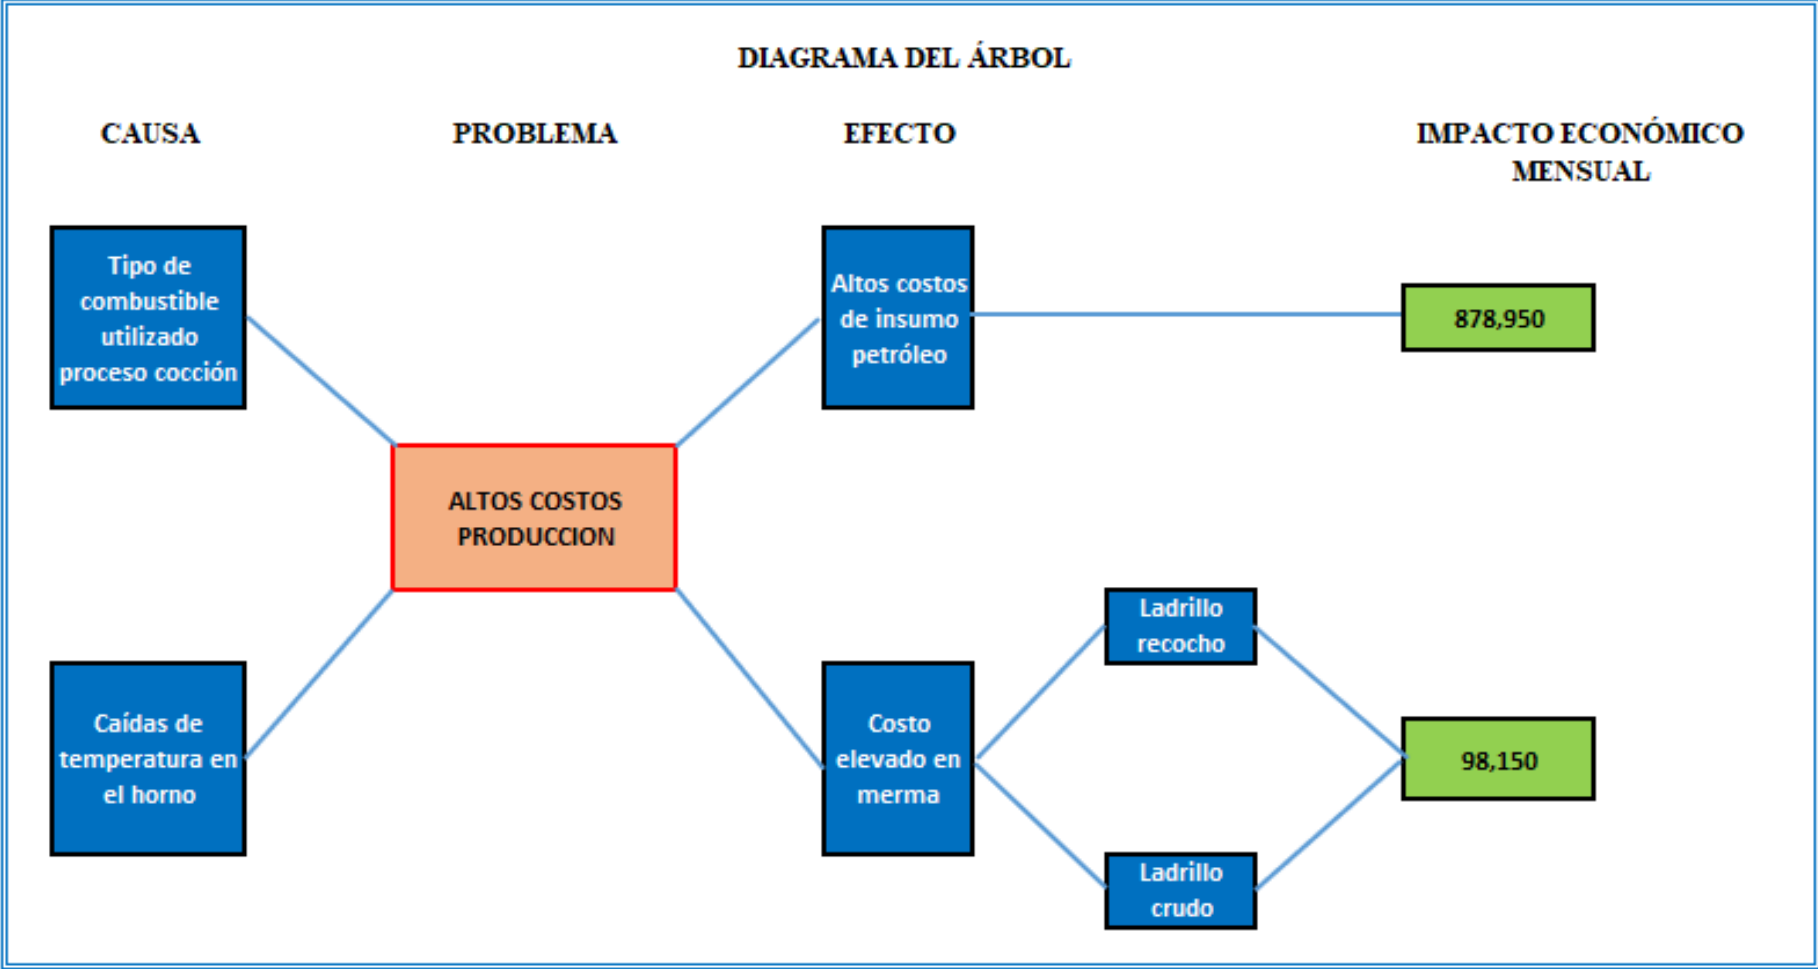 DIAGRAMA DEL ÁRBOL
CAUSA
PROBLEMA
EFECTO
IMPACTO ECONÓMICO
MENSUAL
Tipo de
combustible
utilizado
proceso cocción
Altos costos
de insumo
petróleo
878,950
ALTOS COSTOS
PRODUCCION
Caídas de
temperatura en
el horno
Costo
elevado en
merma
Ladrillo
recocho
Ladrillo
crudo
98,150